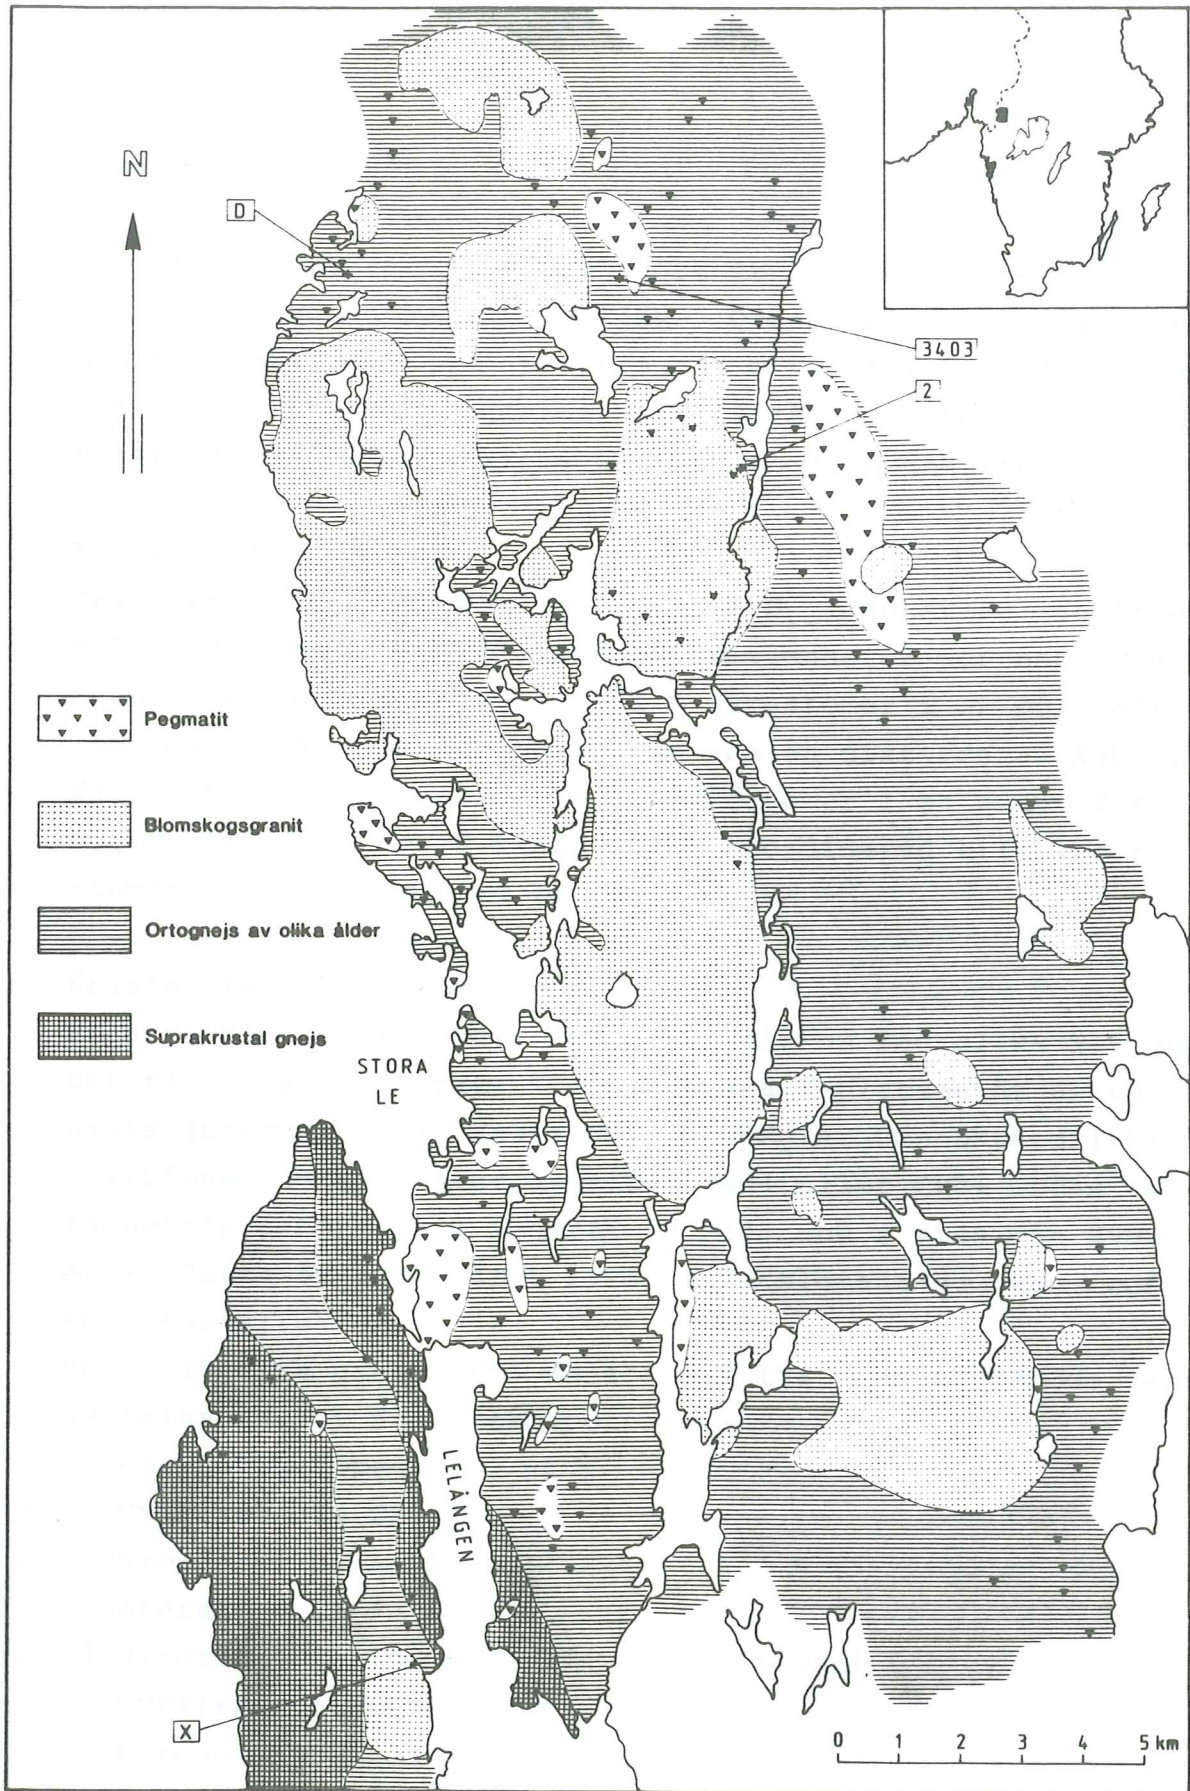 N
D
3403
2
Pegmatit
Blomskogsgranit
Ortognejs av olika ålder
Suprakrustal gnejs
STORA
LE
LELÅNGEN
X
0 1 2 3 4 5 km